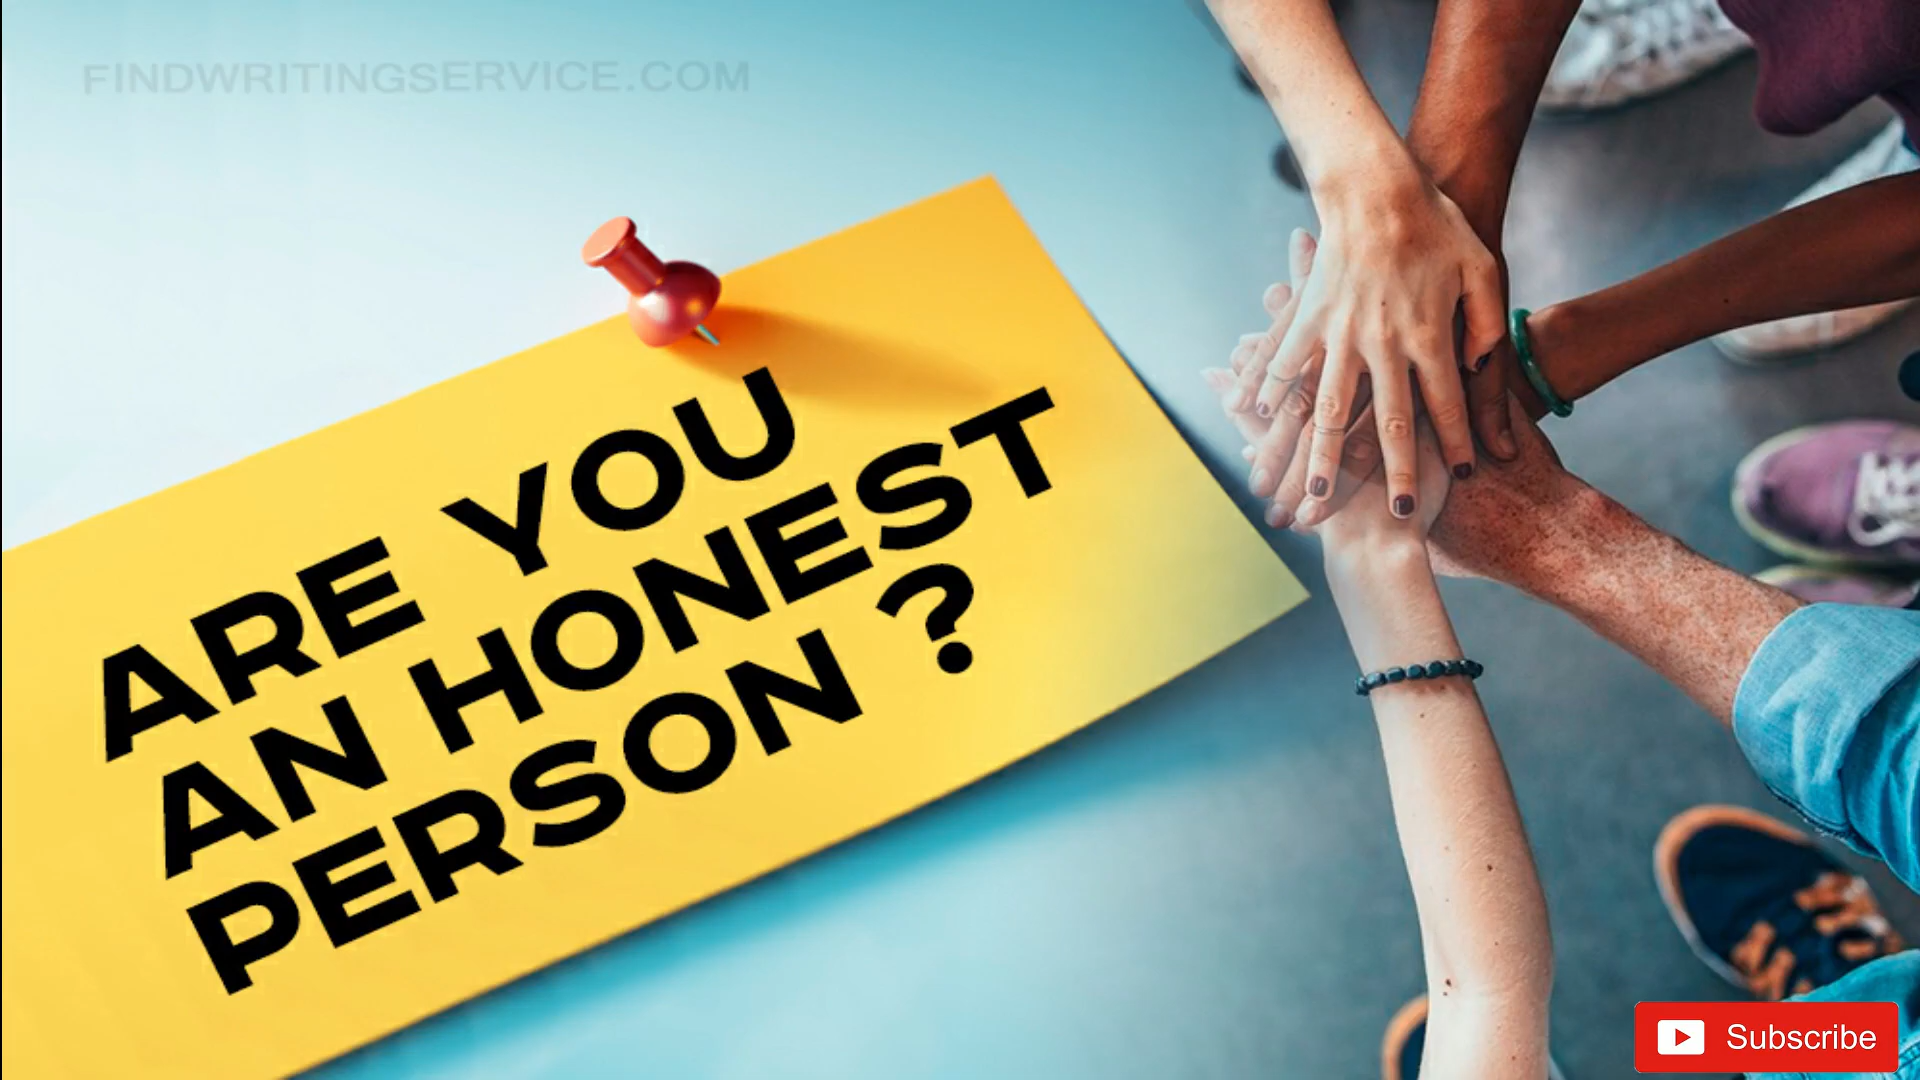 FINDWRITINGSERVICE.COM
ARE YOU
AN HONEST
PERSON ?
Subscribe